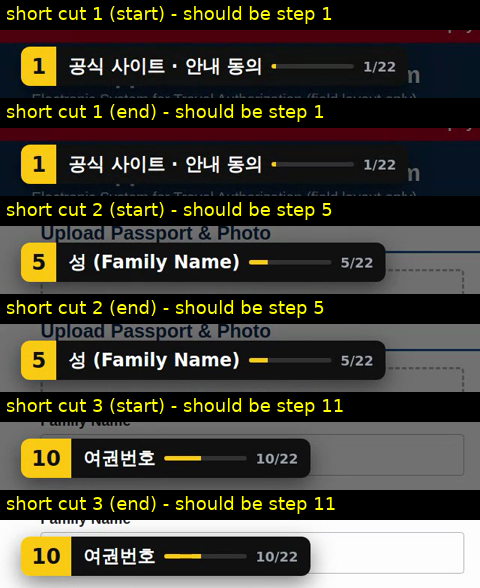 short cut 1 (start) - should be step 1
1 공식 사이트 · 안내 동의 1/22
short cut 1 (end) - should be step 1
1 공식 사이트 · 안내 동의 1/22
short cut 2 (start) - should be step 5
Upload Passport & Photo
5 성 (Family Name) 5/22
short cut 2 (end) - should be step 5
Upload Passport & Photo
5 성 (Family Name) 5/22
short cut 3 (start) - should be step 11
Family Name
10 여권번호 10/22
short cut 3 (end) - should be step 11
Family Name
10 여권번호 10/22